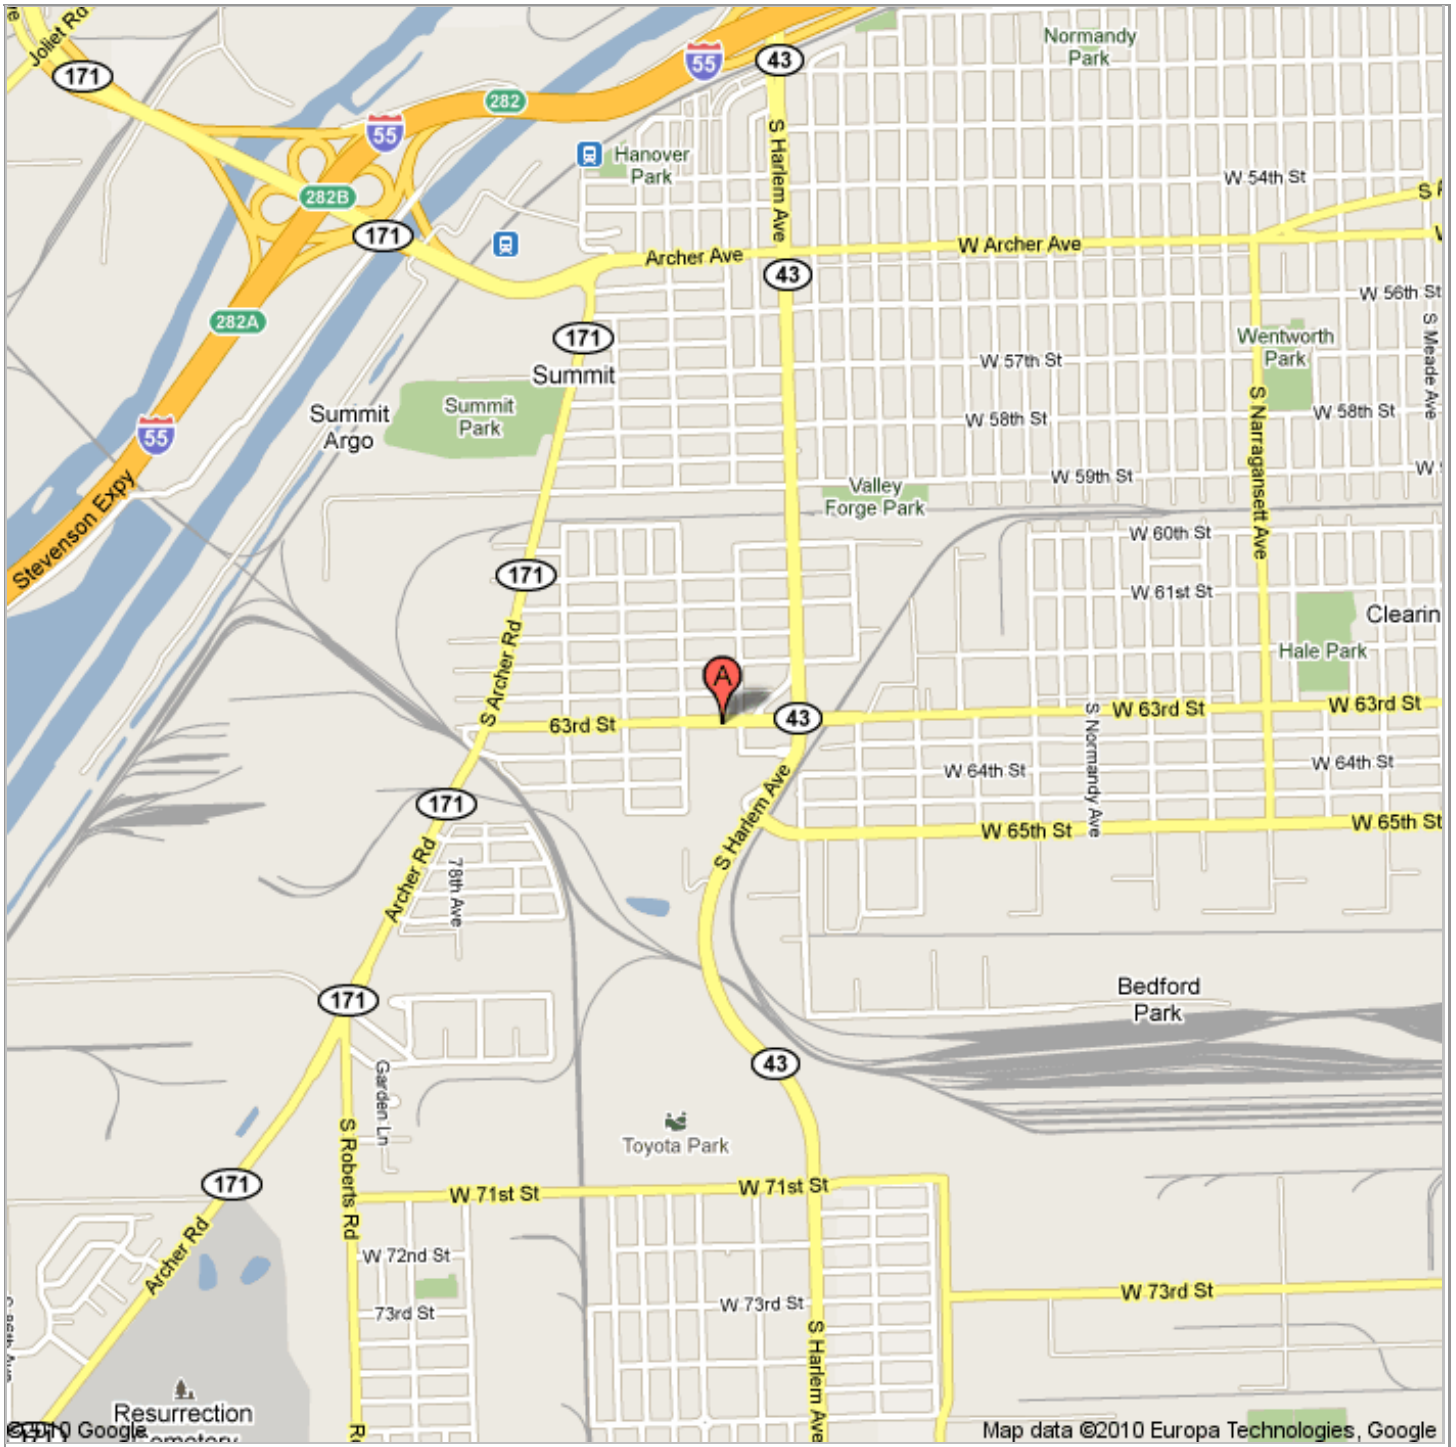 Joliet Rd
171
55
43
Normandy
Park
282
55
S Harlem Ave
Hanover
Park
W 54th St
282B
171
Archer Ave
W Archer Ave
43
W 56th St
282A
171
S Meade Ave
Wentworth
Park
W 57th St
Summit
Summit
Argo
Summit
Park
W 58th St
W 58th St
55
S Narragansett Ave
W 59th St
Valley
Forge Park
Stevenson Expy
W 60th St
171
W 61st St
Clearin
Hale Park
S Archer Rd
A
63rd St
43
W 63rd St
W 63rd St
S Normandy Ave
W 64th St
W 64th St
171
S Harlem Ave
W 65th St
W 65th St
Archer Rd
78th Ave
Bedford
Park
171
43
Garden Ln
Toyota Park
S Roberts Rd
171
W 71st St
W 71st St
Archer Rd
W 72nd St
73rd St
W 73rd St
W 73rd St
S Harlem Ave
Resurrection
Cemetery
©2010 Google
171
Map data ©2010 Europa Technologies, Google